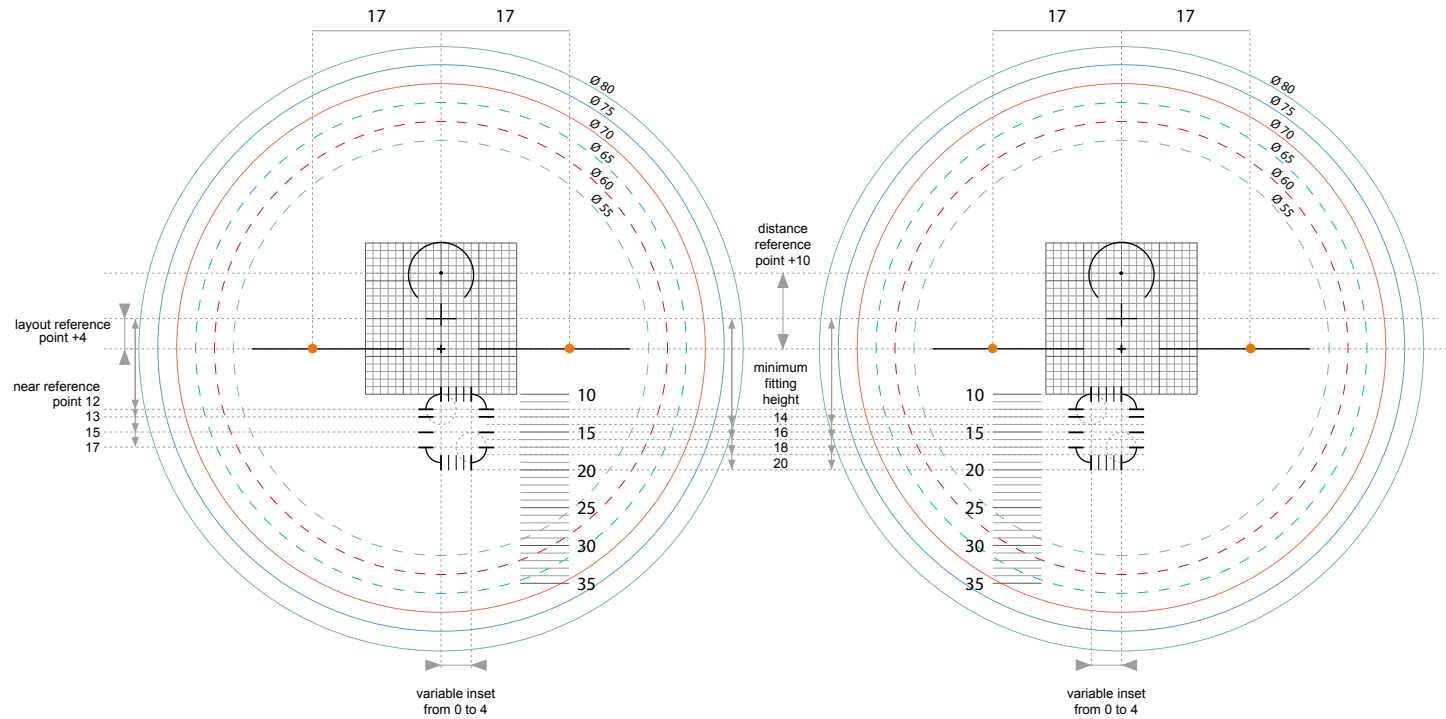 17 17
17 17
Ø 80
Ø 75
Ø 70
Ø 65
Ø 60
Ø 55
Ø 80
Ø 75
Ø 70
Ø 65
Ø 60
Ø 55
distance
reference
point +10
layout reference
point +4
near reference
point 12
13
15
17
10
15
20
25
30
35
minimum
fitting
height
14
16
18
20
10
15
20
25
30
35
variable inset
from 0 to 4
variable inset
from 0 to 4